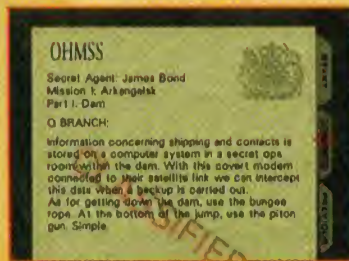 OHMSS
Secret Agent: James Bond
Mission I: Arkangelsk
Part I: Dam
Q BRANCH:
Information concerning shipping and contacts is
stored on a computer system in a secret ops
room within the dam. With this covert modem
connected to their satellite link we can intercept
this data when a backup is carried out.
As for getting down the dam, use the bungee
rope. At the bottom of the jump, use the piton
gun. Simple.
START
PREVIOUS